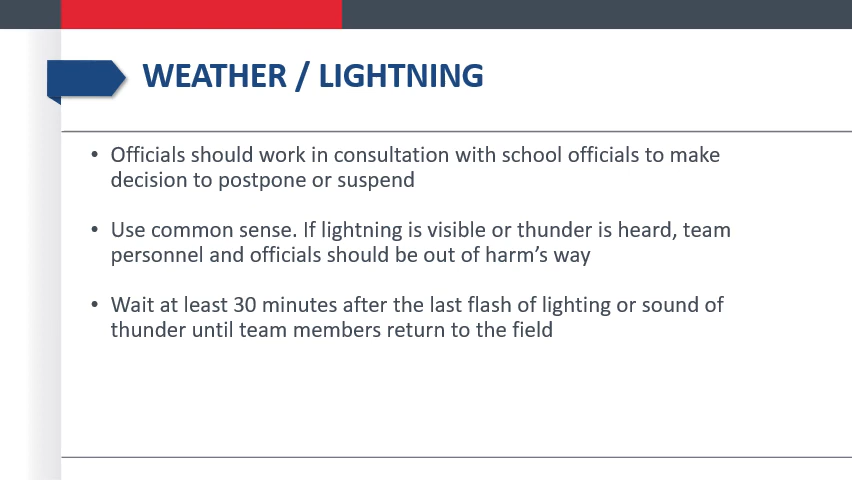 WEATHER / LIGHTNING
• Officials should work in consultation with school officials to make
decision to postpone or suspend
• Use common sense. If lightning is visible or thunder is heard, team
personnel and officials should be out of harm’s way
• Wait at least 30 minutes after the last flash of lighting or sound of
thunder until team members return to the field